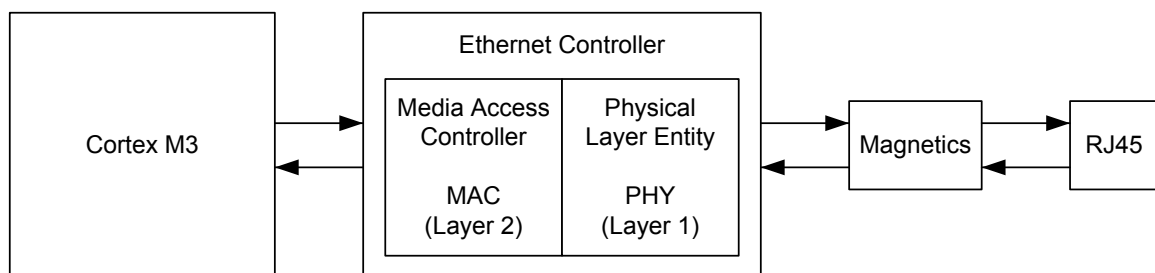 Ethernet Controller
Cortex M3
Media Access
Controller
MAC
(Layer 2)
Physical
Layer Entity
PHY
(Layer 1)
Magnetics
RJ45